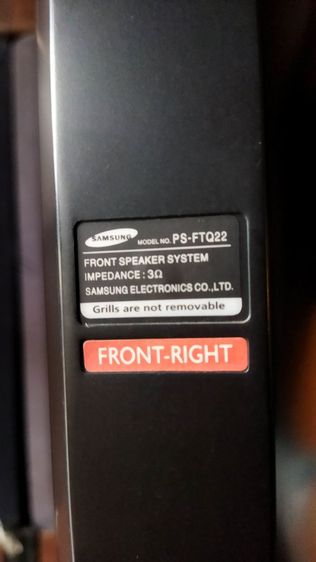 SAMSUNG MODEL NO. PS-FTQ22
FRONT SPEAKER SYSTEM
IMPEDANCE : 3Ω
SAMSUNG ELECTRONICS CO.,LTD.
Grills are not removable
FRONT-RIGHT